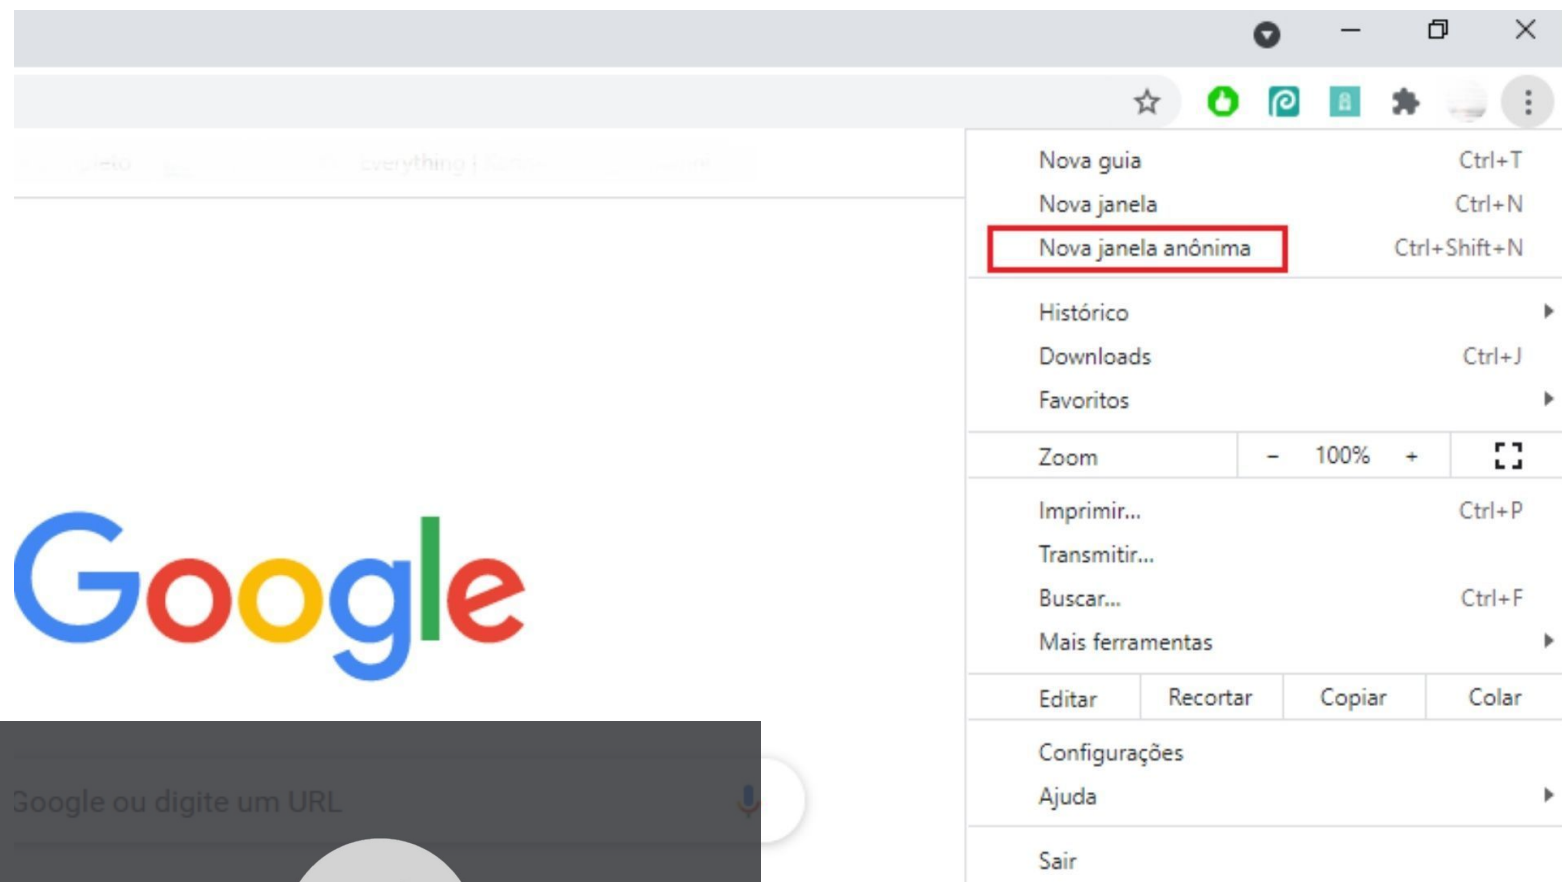 Everything |
Nova guia Ctrl+T
Nova janela Ctrl+N
Nova janela anônima Ctrl+Shift+N
Histórico
Downloads Ctrl+J
Favoritos
Zoom - 100% +
Imprimir... Ctrl+P
Transmitir...
Buscar... Ctrl+F
Mais ferramentas
Editar Recortar Copiar Colar
Configurações
Ajuda
Sair
Google
Google ou digite um URL